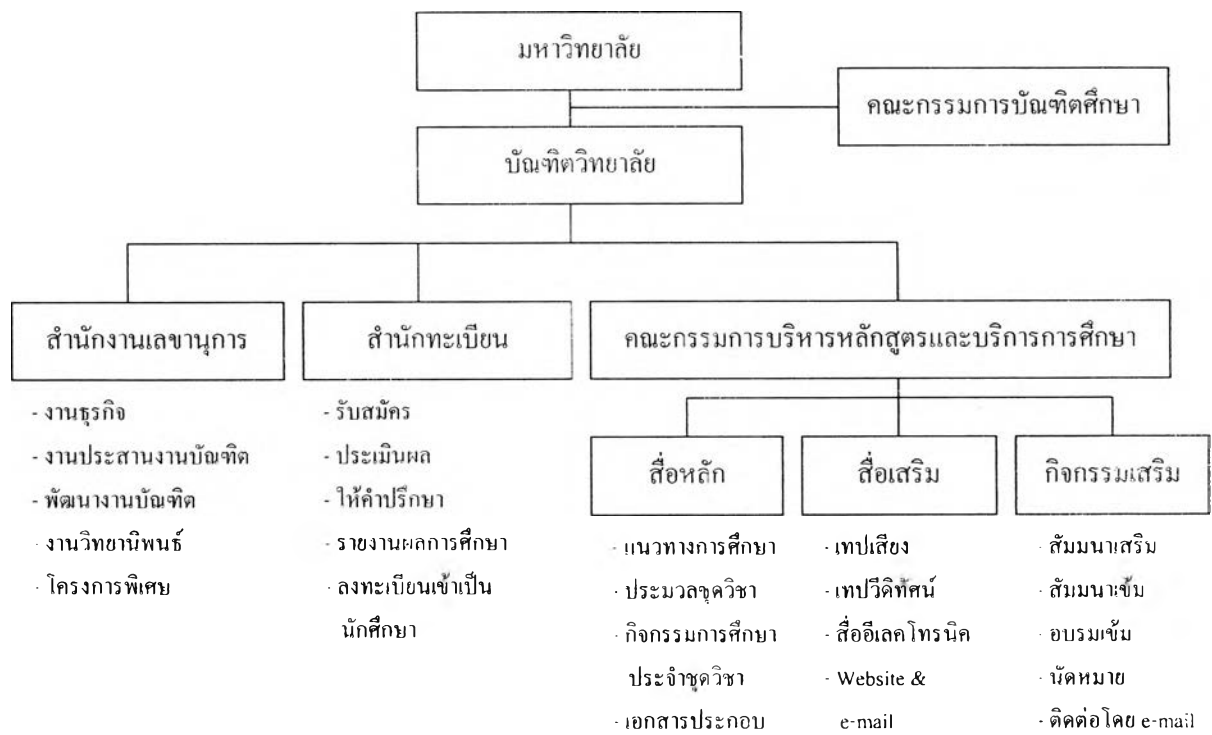 มหาวิทยาลัย
คณะกรรมการบัณฑิตศึกษา
บัณฑิตวิทยาลัย
สำนักงานเลขานุการ
- งานธุรกิจ
- งานประสานงานบัณฑิต
- พัฒนางานบัณฑิต
- งานวิทยานิพนธ์
- โครงการพิเศษ
สำนักทะเบียน
- รับสมัคร
- ประเมินผล
- ให้คำปรึกษา
- รายงานผลการศึกษา
- ลงทะเบียนเข้าเป็น
นักศึกษา
คณะกรรมการบริหารหลักสูตรและบริการการศึกษา
สื่อหลัก
- แนวทางการศึกษา
- ประมวลชุดวิชา
- กิจกรรมการศึกษา
ประจำชุดวิชา
- เอกสารประกอบ
สื่อเสริม
- เทปเสียง
- เทปวีดิทัศน์
- สื่ออีเลคโทรนิค
- Website &
e-mail
กิจกรรมเสริม
- สัมมนาเสริม
- สัมมนาเข้ม
- อบรมเข้ม
- นัดหมาย
- ติดต่อโดย e-mail